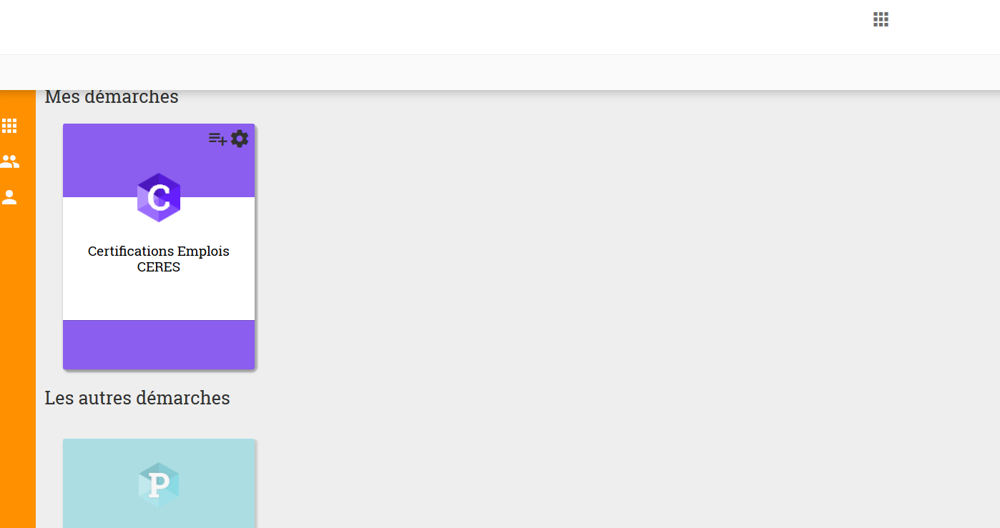 Mes démarches
C
Certifications Emplois
CERES
Les autres démarches
P